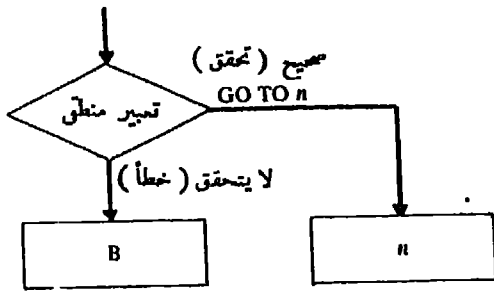 صحيح ( تحقق )
GO TO n
تعبير منطقي
لا يتحقق ( خطأ )
B
n